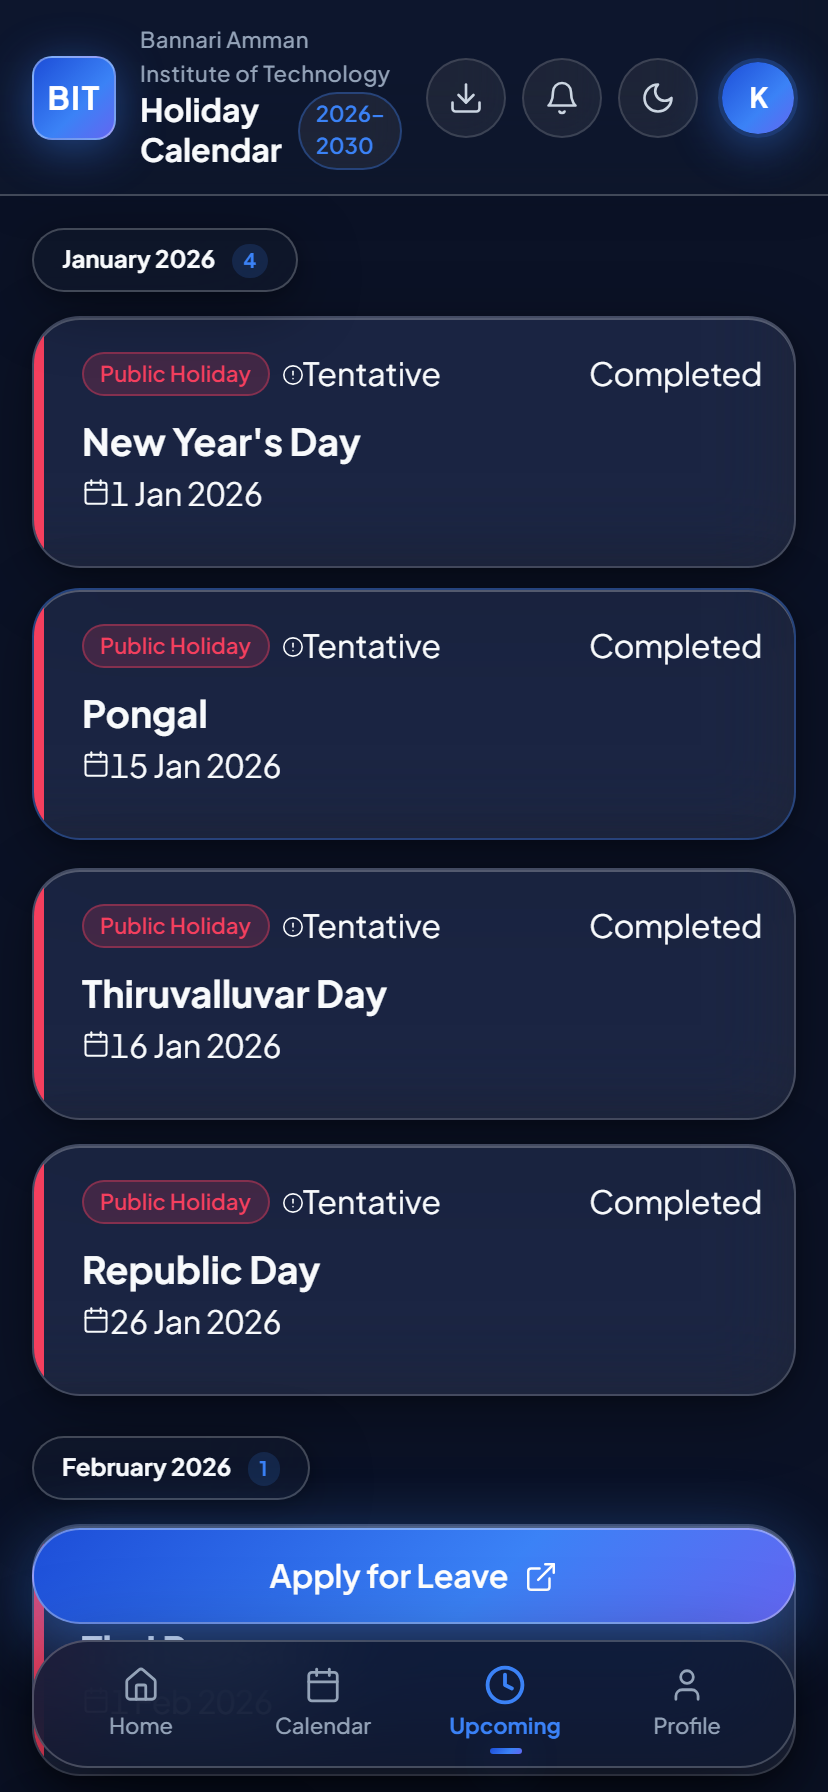 BIT
Bannari Amman
Institute of Technology
Holiday
Calendar
2026–
2030
K
January 2026 4
Public Holiday Tentative Completed
New Year's Day
1 Jan 2026
Public Holiday Tentative Completed
Pongal
15 Jan 2026
Public Holiday Tentative Completed
Thiruvalluvar Day
16 Jan 2026
Public Holiday Tentative Completed
Republic Day
26 Jan 2026
February 2026 1
Apply for Leave
Feb 2026
Home Calendar Upcoming Profile